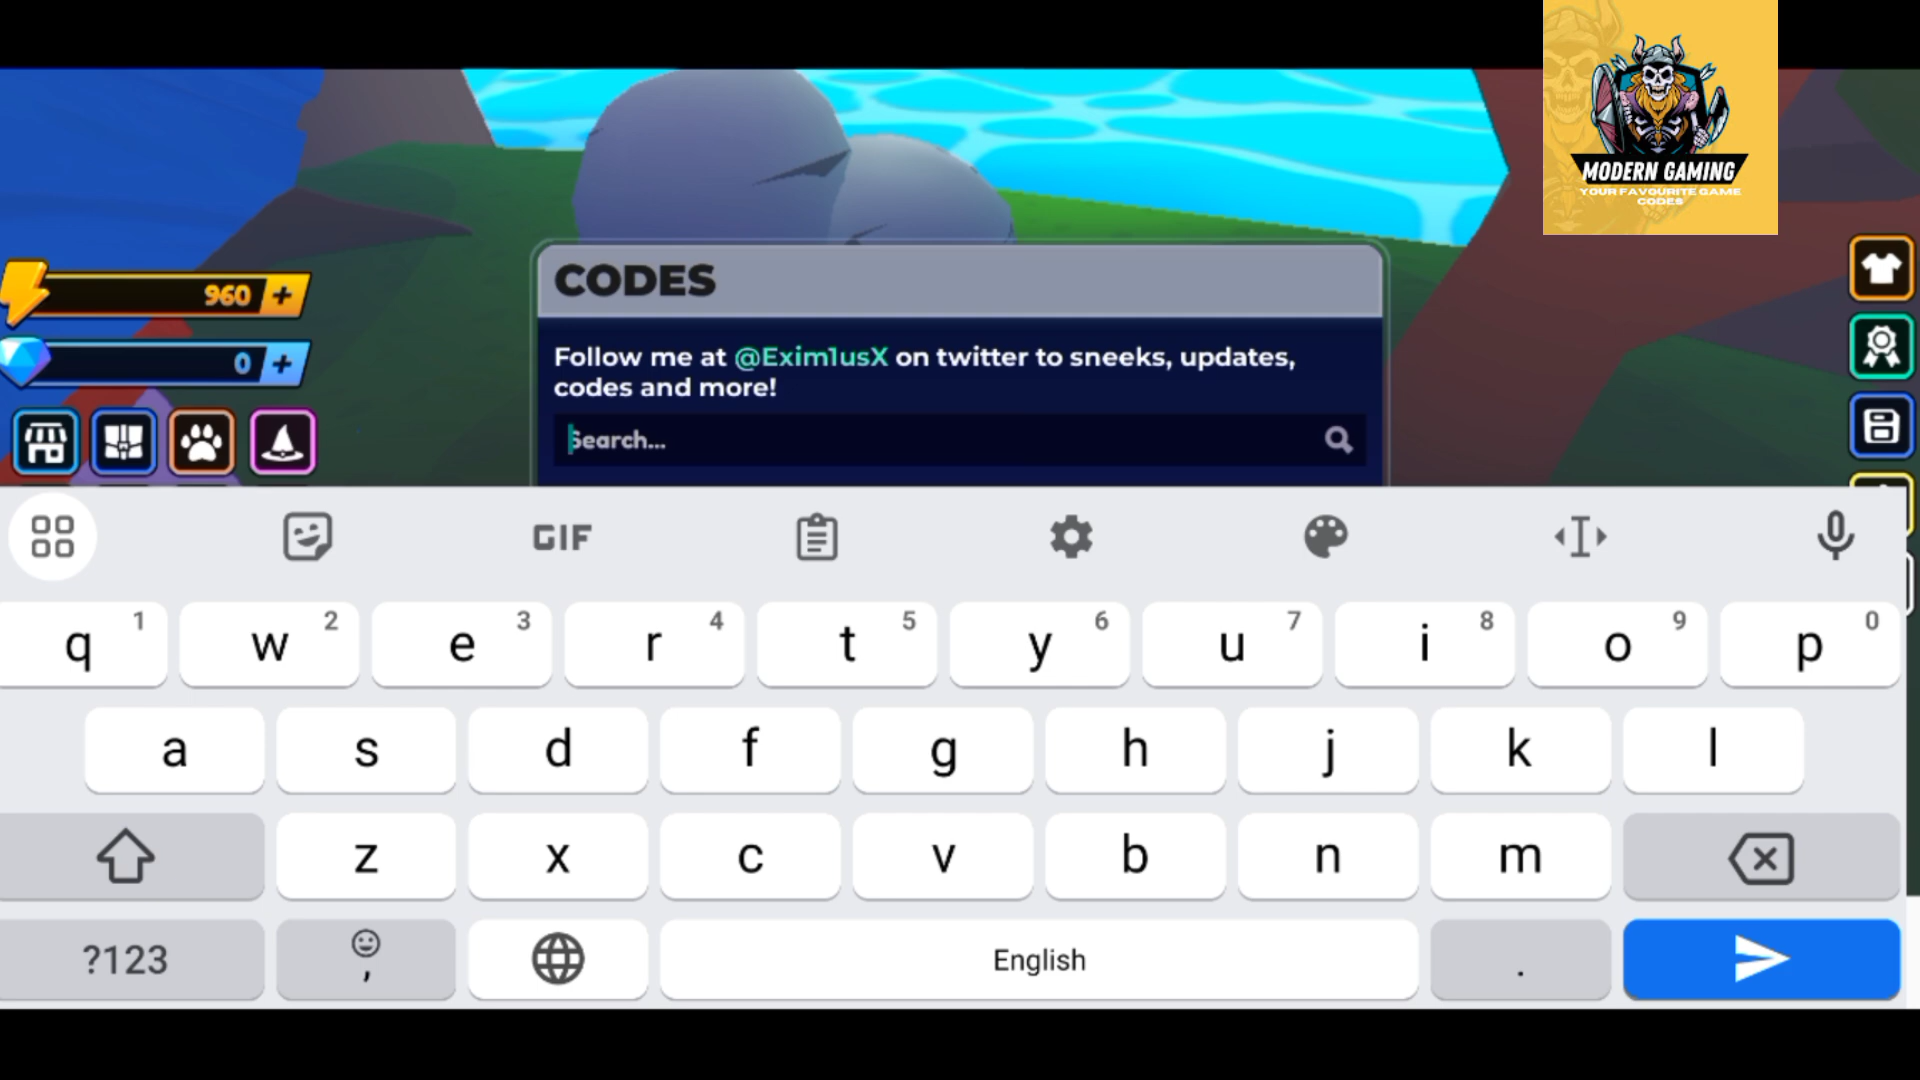 MODERN GAMING
YOUR FAVOURITE GAME
CODES
CODES
960 +
Follow me at @Exim1usX on twitter to sneeks, updates,
codes and more!
0 +
Search...
GIF
q 1 w 2 e 3 r 4 t 5 y 6 u 7 i 8 o 9 p 0
a s d f g h j k l
z x c v b n m
?123 , English .